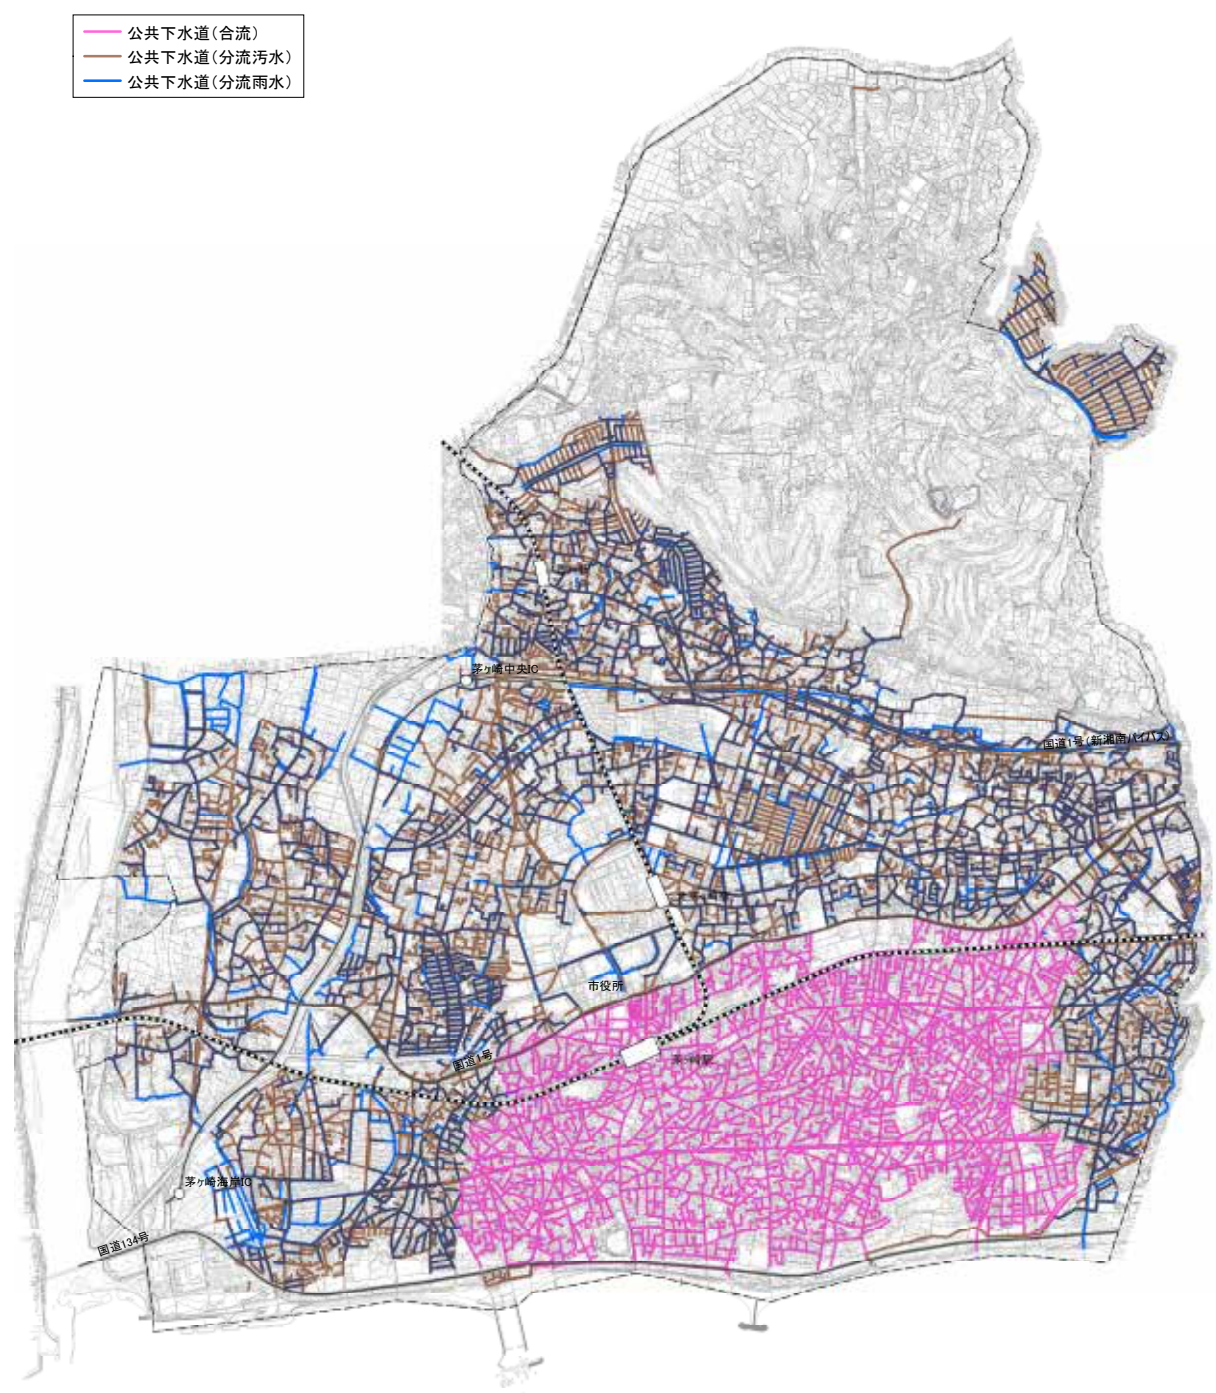 公共下水道(合流)
公共下水道(分流汚水)
公共下水道(分流雨水)
茅ヶ崎中央IC
国道1号(新湘南バイパス)
市役所
国道1号
茅ヶ崎駅
茅ヶ崎海岸IC
国道134号